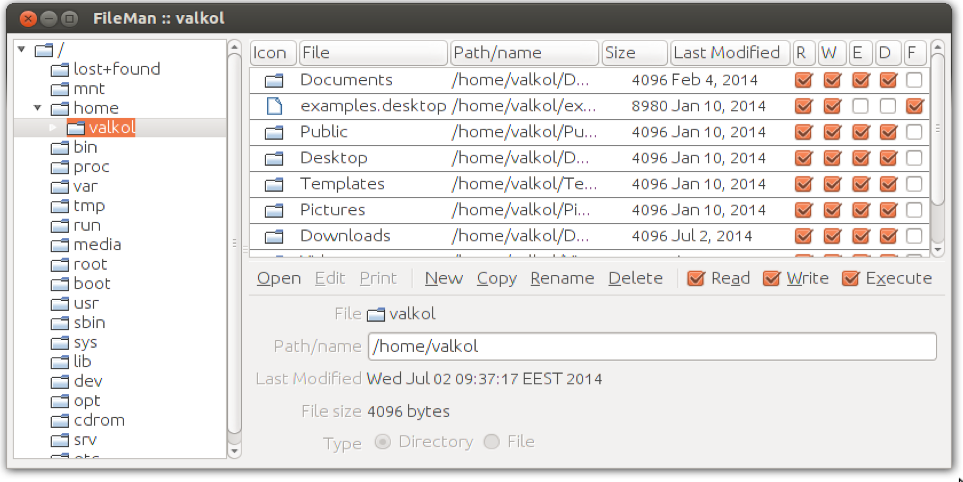 FileMan :: valkol
/
lost+found
mnt
home
valkol
bin
proc
var
tmp
run
media
root
boot
usr
sbin
sys
lib
dev
opt
cdrom
srv
Icon File Path/name Size Last Modified R W E D F
Documents /home/valkol/D... 4096 Feb 4, 2014
examples.desktop /home/valkol/ex... 8980 Jan 10, 2014
Public /home/valkol/Pu... 4096 Jan 10, 2014
Desktop /home/valkol/D... 4096 Jan 10, 2014
Templates /home/valkol/Te... 4096 Jan 10, 2014
Pictures /home/valkol/Pi... 4096 Jan 10, 2014
Downloads /home/valkol/D... 4096 Jul 2, 2014
Open Edit Print New Copy Rename Delete Read Write Execute
File valkol
Path/name /home/valkol
Last Modified Wed Jul 02 09:37:17 EEST 2014
File size 4096 bytes
Type Directory File